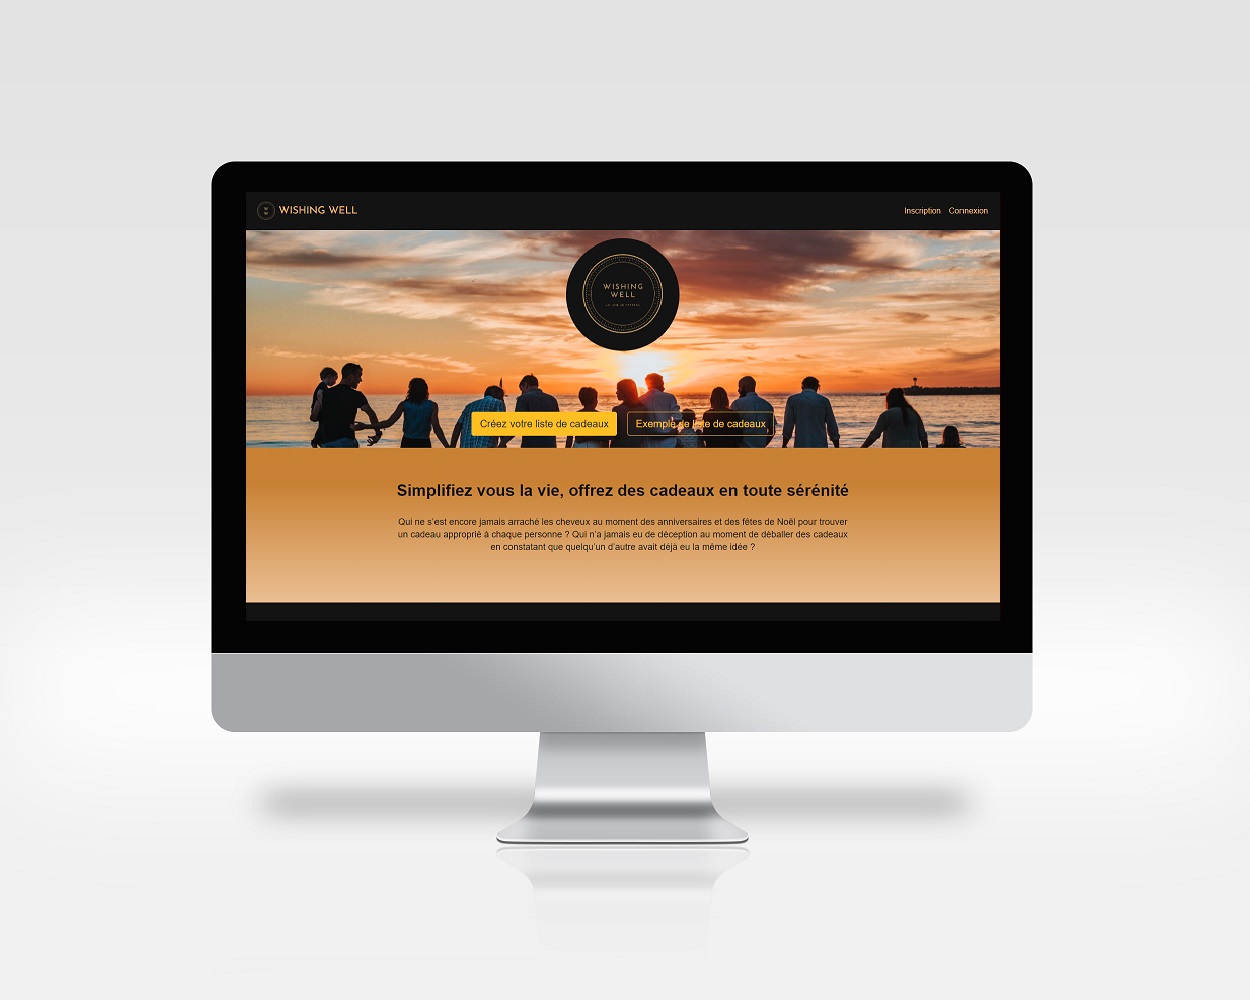 WISHING WELL
Inscription Connexion
WISHING
WELL
Créez votre liste de cadeaux
Exemple de liste de cadeaux
Simplifiez vous la vie, offrez des cadeaux en toute sérénité
Qui ne s'est encore jamais arraché les cheveux au moment des anniversaires et des fêtes de Noël pour trouver
un cadeau approprié à chaque personne ? Qui n'a jamais eu de déception au moment de déballer des cadeaux
en constatant que quelqu'un d'autre avait déjà eu la même idée ?